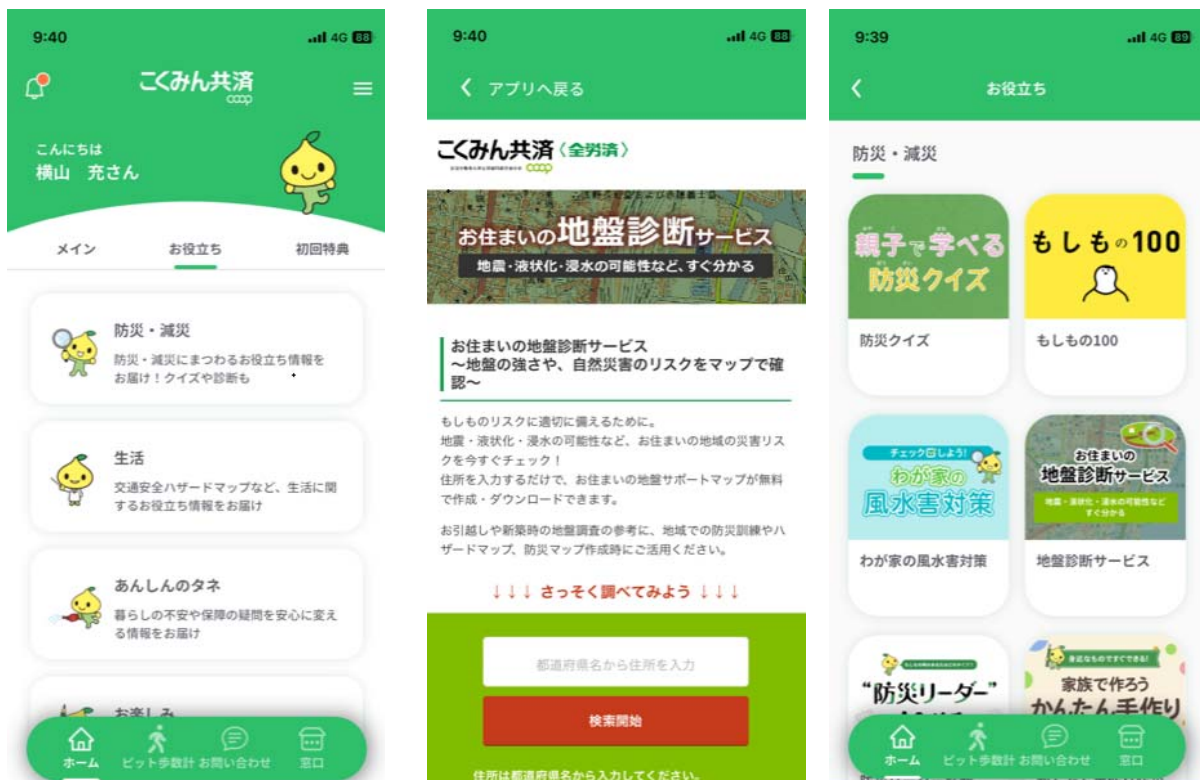 9:40
4G 88
こくみん共済
coop
こんにちは
横山 充さん
メイン
お役立ち
初回特典
防災・減災
防災・減災にまつわるお役立ち情報を
お届け！クイズや診断も
生活
交通安全ハザードマップなど、生活に関
するお役立ち情報をお届け
あんしんのタネ
暮らしの不安や保障の疑問を安心に変え
る情報をお届け
お楽しみ
ホーム
ピット歩数計
お問い合わせ
窓口
9:40
4G 88
アプリへ戻る
こくみん共済〈全労済〉
coop
お住まいの地盤診断サービス
地震・液状化・浸水の可能性など、すぐ分かる
お住まいの地盤診断サービス
～地盤の強さや、自然災害のリスクをマップで確
認～
もしものリスクに適切に備えるために。
地震・液状化・浸水の可能性など、お住まいの地域の災害リス
クを今すぐチェック！
住所を入力するだけで、お住まいの地盤サポートマップが無料
で作成・ダウンロードできます。
お引越しや新築時の地盤調査の参考に、地域での防災訓練やハ
ザードマップ、防災マップ作成時にご活用ください。
↓↓↓ さっそく調べてみよう ↓↓↓
都道府県名から住所を入力
検索開始
住所は都道府県名から入力してください。
9:39
4G 89
お役立ち
防災・減災
親子で学べる
防災クイズ
防災クイズ
もしもの100
もしもの100
チェックしよう！
わが家の
風水害対策
わが家の風水害対策
お住まいの
地盤診断サービス
地震・液状化・浸水の可能性など
すぐ分かる
地盤診断サービス
“防災リーダー”
身近なものですぐできる！
家族で作ろう
かんたん手作り
ホーム
ピット歩数計
お問い合わせ
窓口